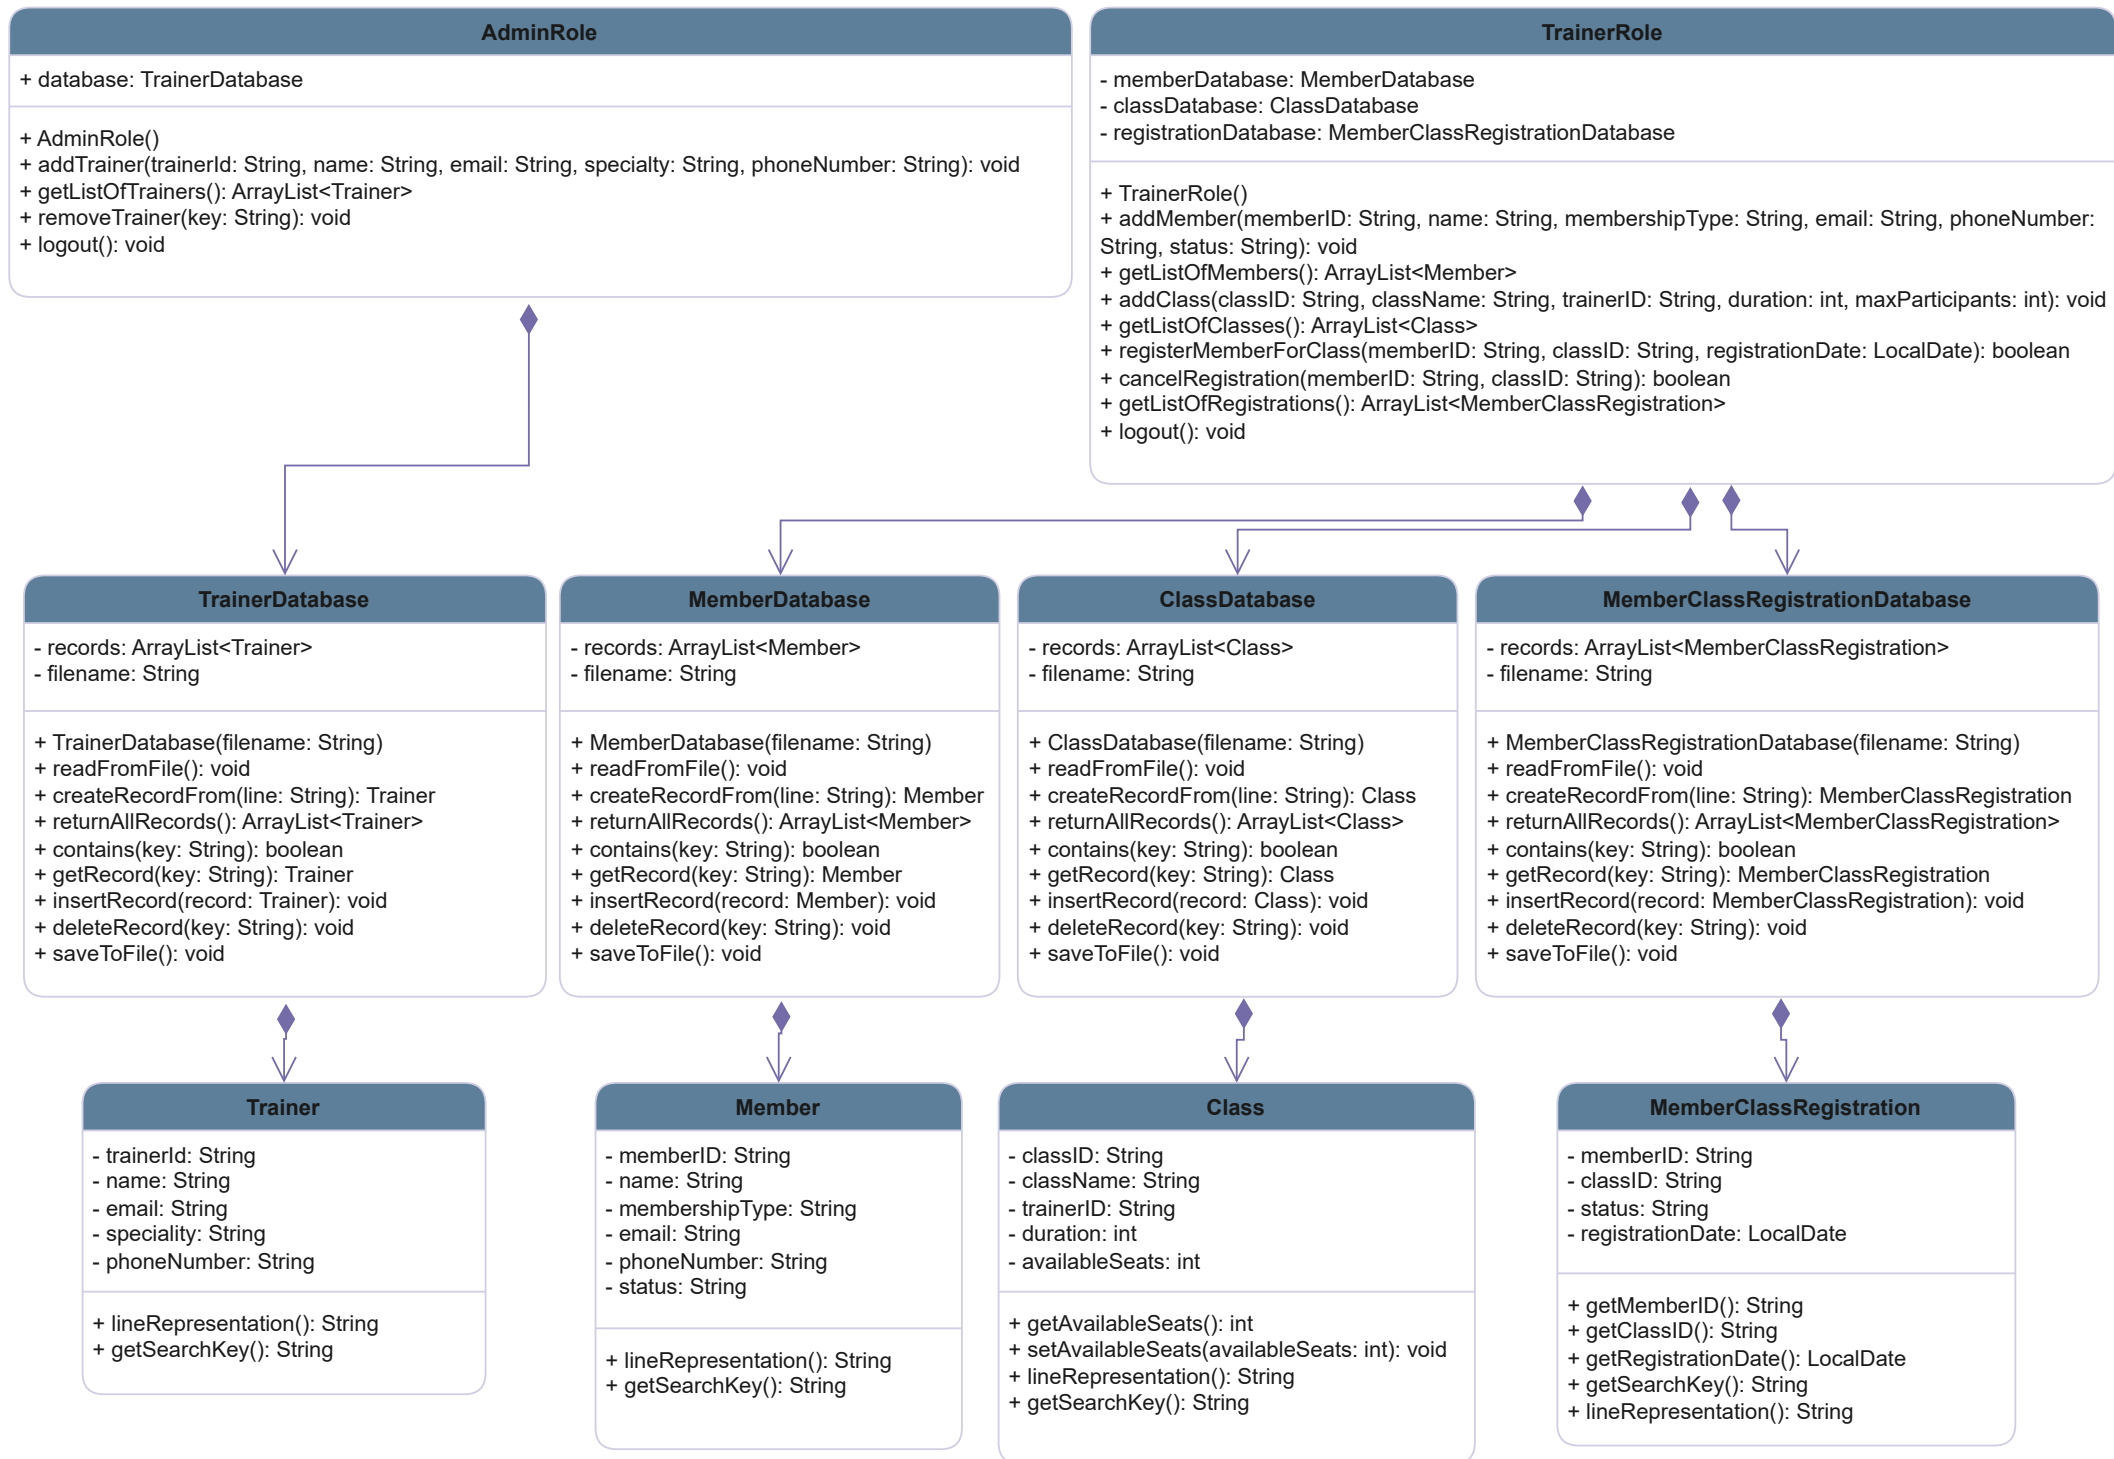 AdminRole
+ database: TrainerDatabase
+ AdminRole()
+ addTrainer(trainerId: String, name: String, email: String, specialty: String, phoneNumber: String): void
+ getListOfTrainers(): ArrayList<Trainer>
+ removeTrainer(key: String): void
+ logout(): void
TrainerRole
- memberDatabase: MemberDatabase
- classDatabase: ClassDatabase
- registrationDatabase: MemberClassRegistrationDatabase
+ TrainerRole()
+ addMember(memberID: String, name: String, membershipType: String, email: String, phoneNumber:
String, status: String): void
+ getListOfMembers(): ArrayList<Member>
+ addClass(classID: String, className: String, trainerID: String, duration: int, maxParticipants: int): void
+ getListOfClasses(): ArrayList<Class>
+ registerMemberForClass(memberID: String, classID: String, registrationDate: LocalDate): boolean
+ cancelRegistration(memberID: String, classID: String): boolean
+ getListOfRegistrations(): ArrayList<MemberClassRegistration>
+ logout(): void
TrainerDatabase
- records: ArrayList<Trainer>
- filename: String
+ TrainerDatabase(filename: String)
+ readFromFile(): void
+ createRecordFrom(line: String): Trainer
+ returnAllRecords(): ArrayList<Trainer>
+ contains(key: String): boolean
+ getRecord(key: String): Trainer
+ insertRecord(record: Trainer): void
+ deleteRecord(key: String): void
+ saveToFile(): void
MemberDatabase
- records: ArrayList<Member>
- filename: String
+ MemberDatabase(filename: String)
+ readFromFile(): void
+ createRecordFrom(line: String): Member
+ returnAllRecords(): ArrayList<Member>
+ contains(key: String): boolean
+ getRecord(key: String): Member
+ insertRecord(record: Member): void
+ deleteRecord(key: String): void
+ saveToFile(): void
ClassDatabase
- records: ArrayList<Class>
- filename: String
+ ClassDatabase(filename: String)
+ readFromFile(): void
+ createRecordFrom(line: String): Class
+ returnAllRecords(): ArrayList<Class>
+ contains(key: String): boolean
+ getRecord(key: String): Class
+ insertRecord(record: Class): void
+ deleteRecord(key: String): void
+ saveToFile(): void
MemberClassRegistrationDatabase
- records: ArrayList<MemberClassRegistration>
- filename: String
+ MemberClassRegistrationDatabase(filename: String)
+ readFromFile(): void
+ createRecordFrom(line: String): MemberClassRegistration
+ returnAllRecords(): ArrayList<MemberClassRegistration>
+ contains(key: String): boolean
+ getRecord(key: String): MemberClassRegistration
+ insertRecord(record: MemberClassRegistration): void
+ deleteRecord(key: String): void
+ saveToFile(): void
Trainer
- trainerId: String
- name: String
- email: String
- speciality: String
- phoneNumber: String
+ lineRepresentation(): String
+ getSearchKey(): String
Member
- memberID: String
- name: String
- membershipType: String
- email: String
- phoneNumber: String
- status: String
+ lineRepresentation(): String
+ getSearchKey(): String
Class
- classID: String
- className: String
- trainerID: String
- duration: int
- availableSeats: int
+ getAvailableSeats(): int
+ setAvailableSeats(availableSeats: int): void
+ lineRepresentation(): String
+ getSearchKey(): String
MemberClassRegistration
- memberID: String
- classID: String
- status: String
- registrationDate: LocalDate
+ getMemberID(): String
+ getClassID(): String
+ getRegistrationDate(): LocalDate
+ getSearchKey(): String
+ lineRepresentation(): String